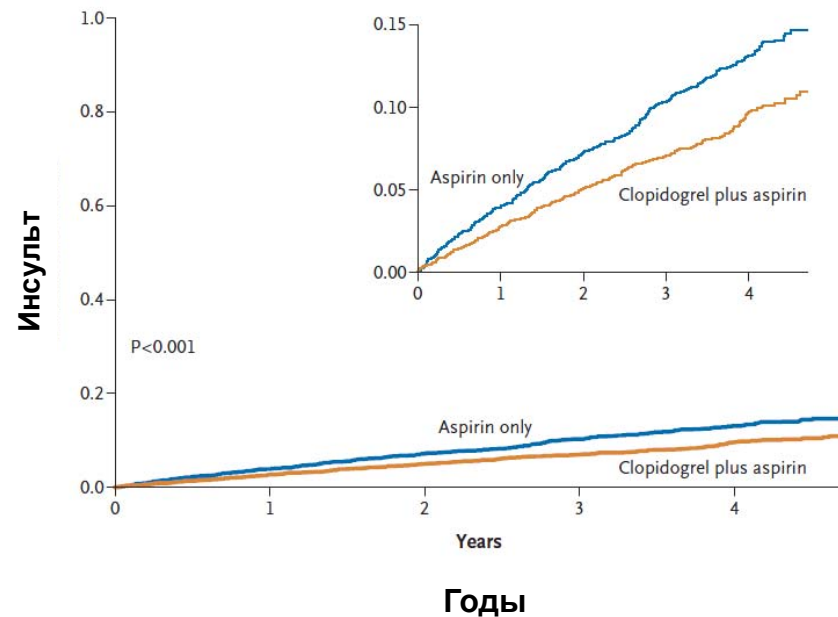 Инсульт
1.0
0.8
0.6
0.4
0.2
0.0
P<0.001
0.15
0.10
0.05
0.00
Aspirin only
Clopidogrel plus aspirin
0 1 2 3 4
Aspirin only
Clopidogrel plus aspirin
0 1 2 3 4
Years
Годы